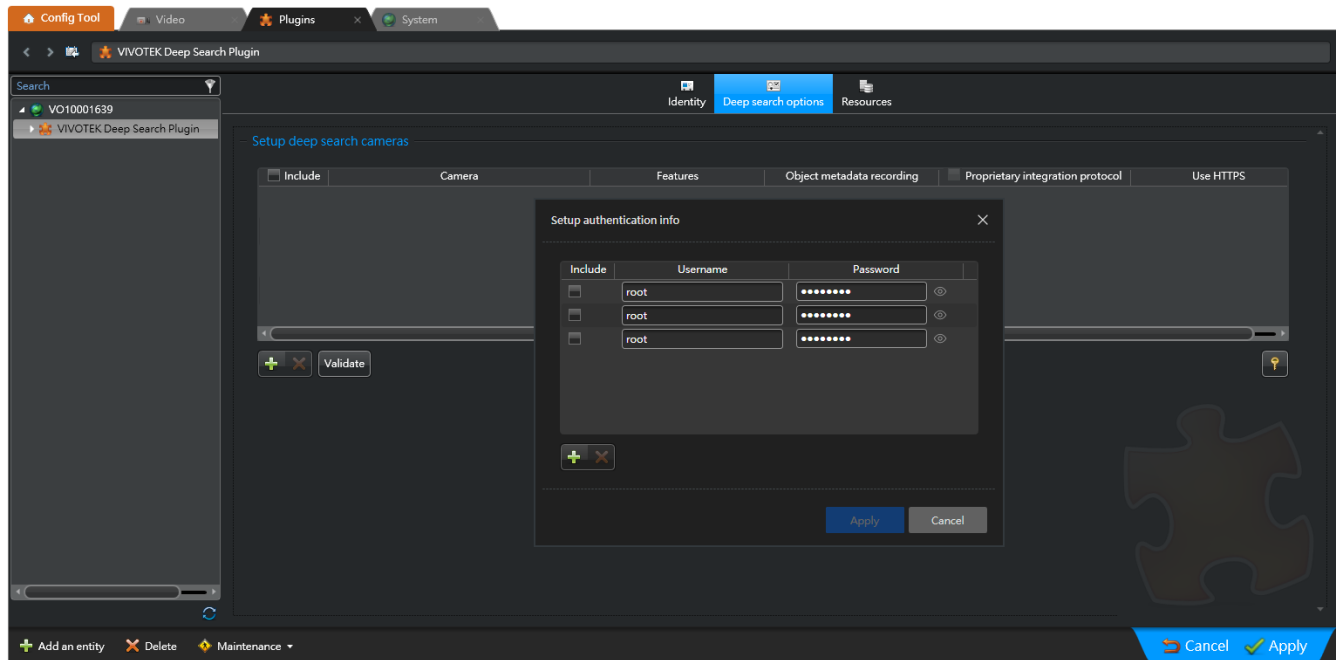 Config Tool Video Plugins System
VIVOTEK Deep Search Plugin
Search
Identity Deep search options Resources
VO10001639
VIVOTEK Deep Search Plugin
Setup deep search cameras
Include Camera Features Object metadata recording Proprietary integration protocol Use HTTPS
Setup authentication info
Include Username Password
root ••••••••
root ••••••••
root ••••••••
Validate
Apply Cancel
Add an entity Delete Maintenance Cancel Apply